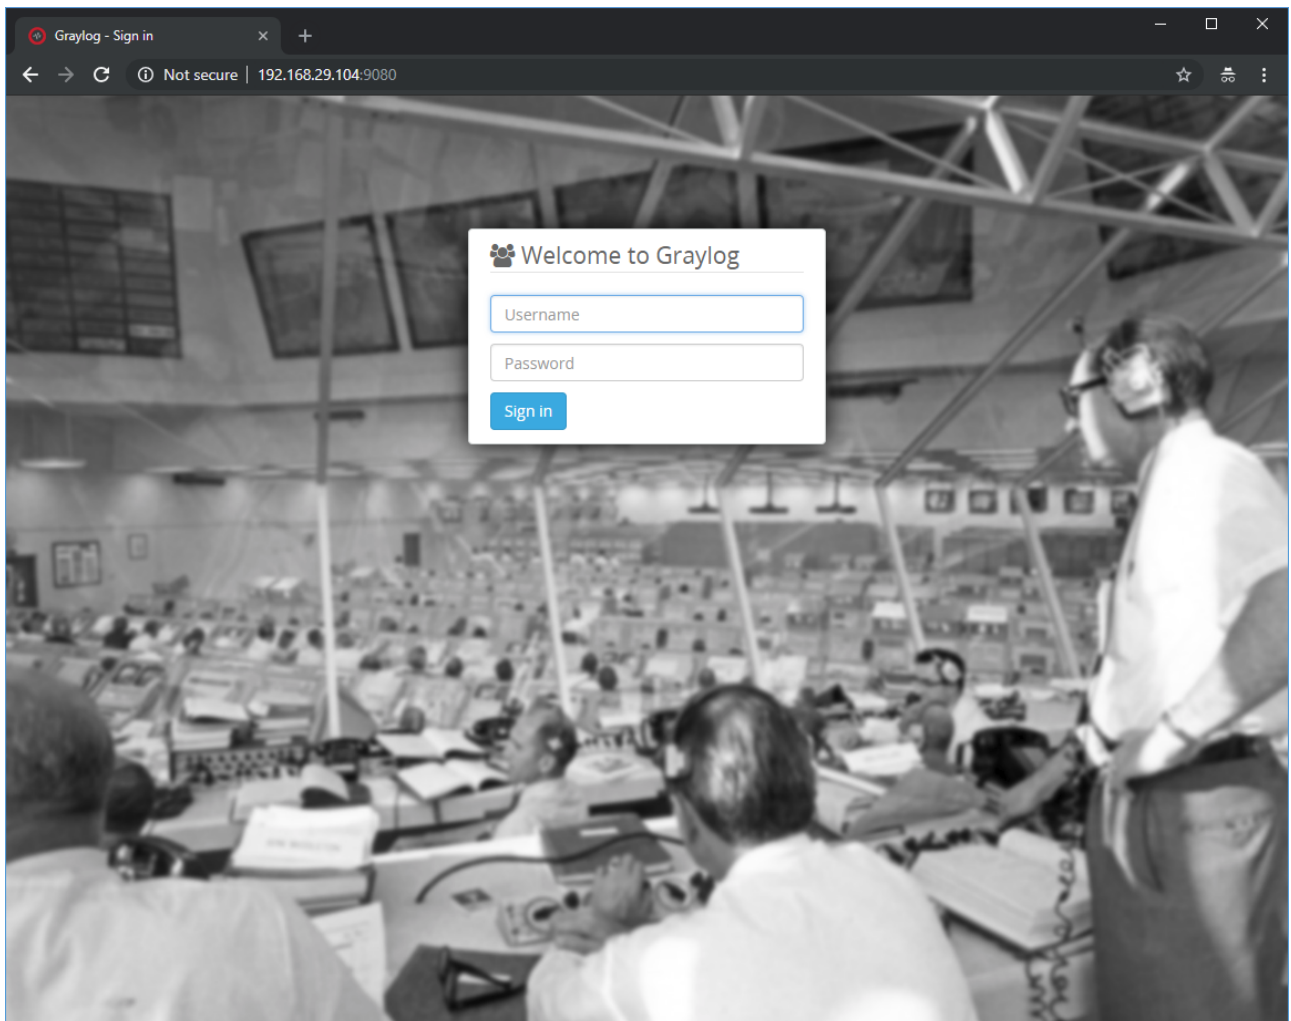 Graylog - Sign in
Not secure 192.168.29.104:9080
Welcome to Graylog
Username
Password
Sign in